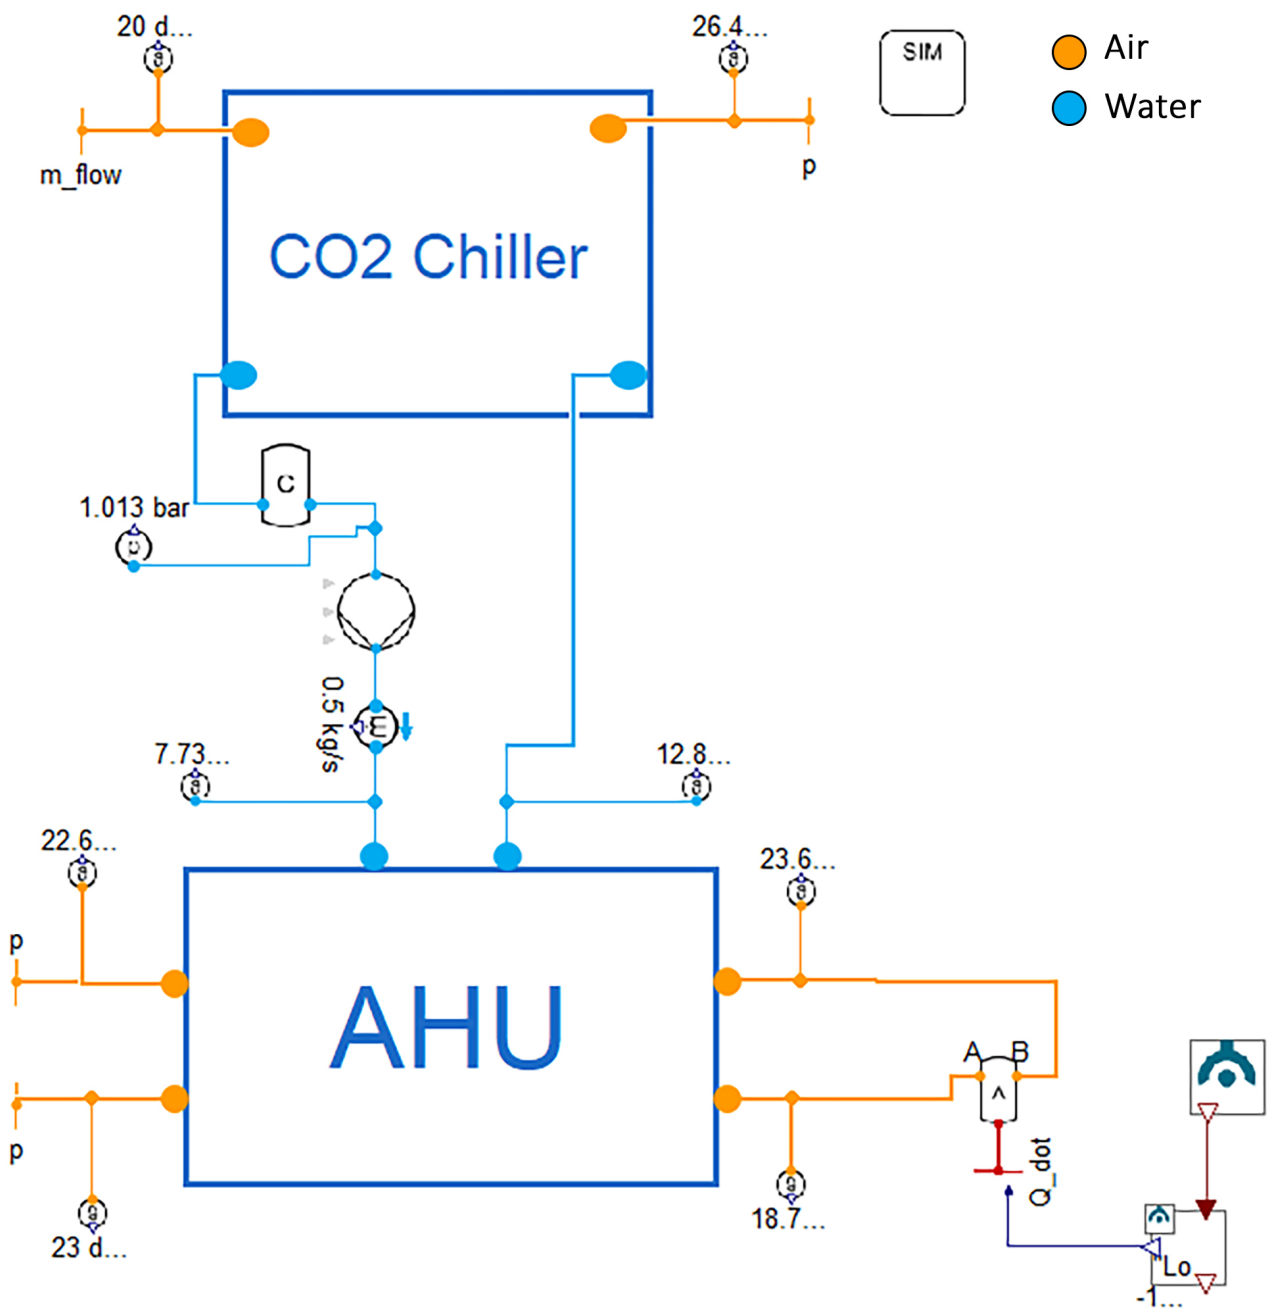 20 d...
26.4...
SIM
Air
Water
m_flow
p
CO2 Chiller
C
1.013 bar
p
0.5 kg/s
m
7.73...
12.8...
22.6...
23.6...
p
AHU
A
B
p
Q_dot
18.7...
23 d...
"Lo
-1...